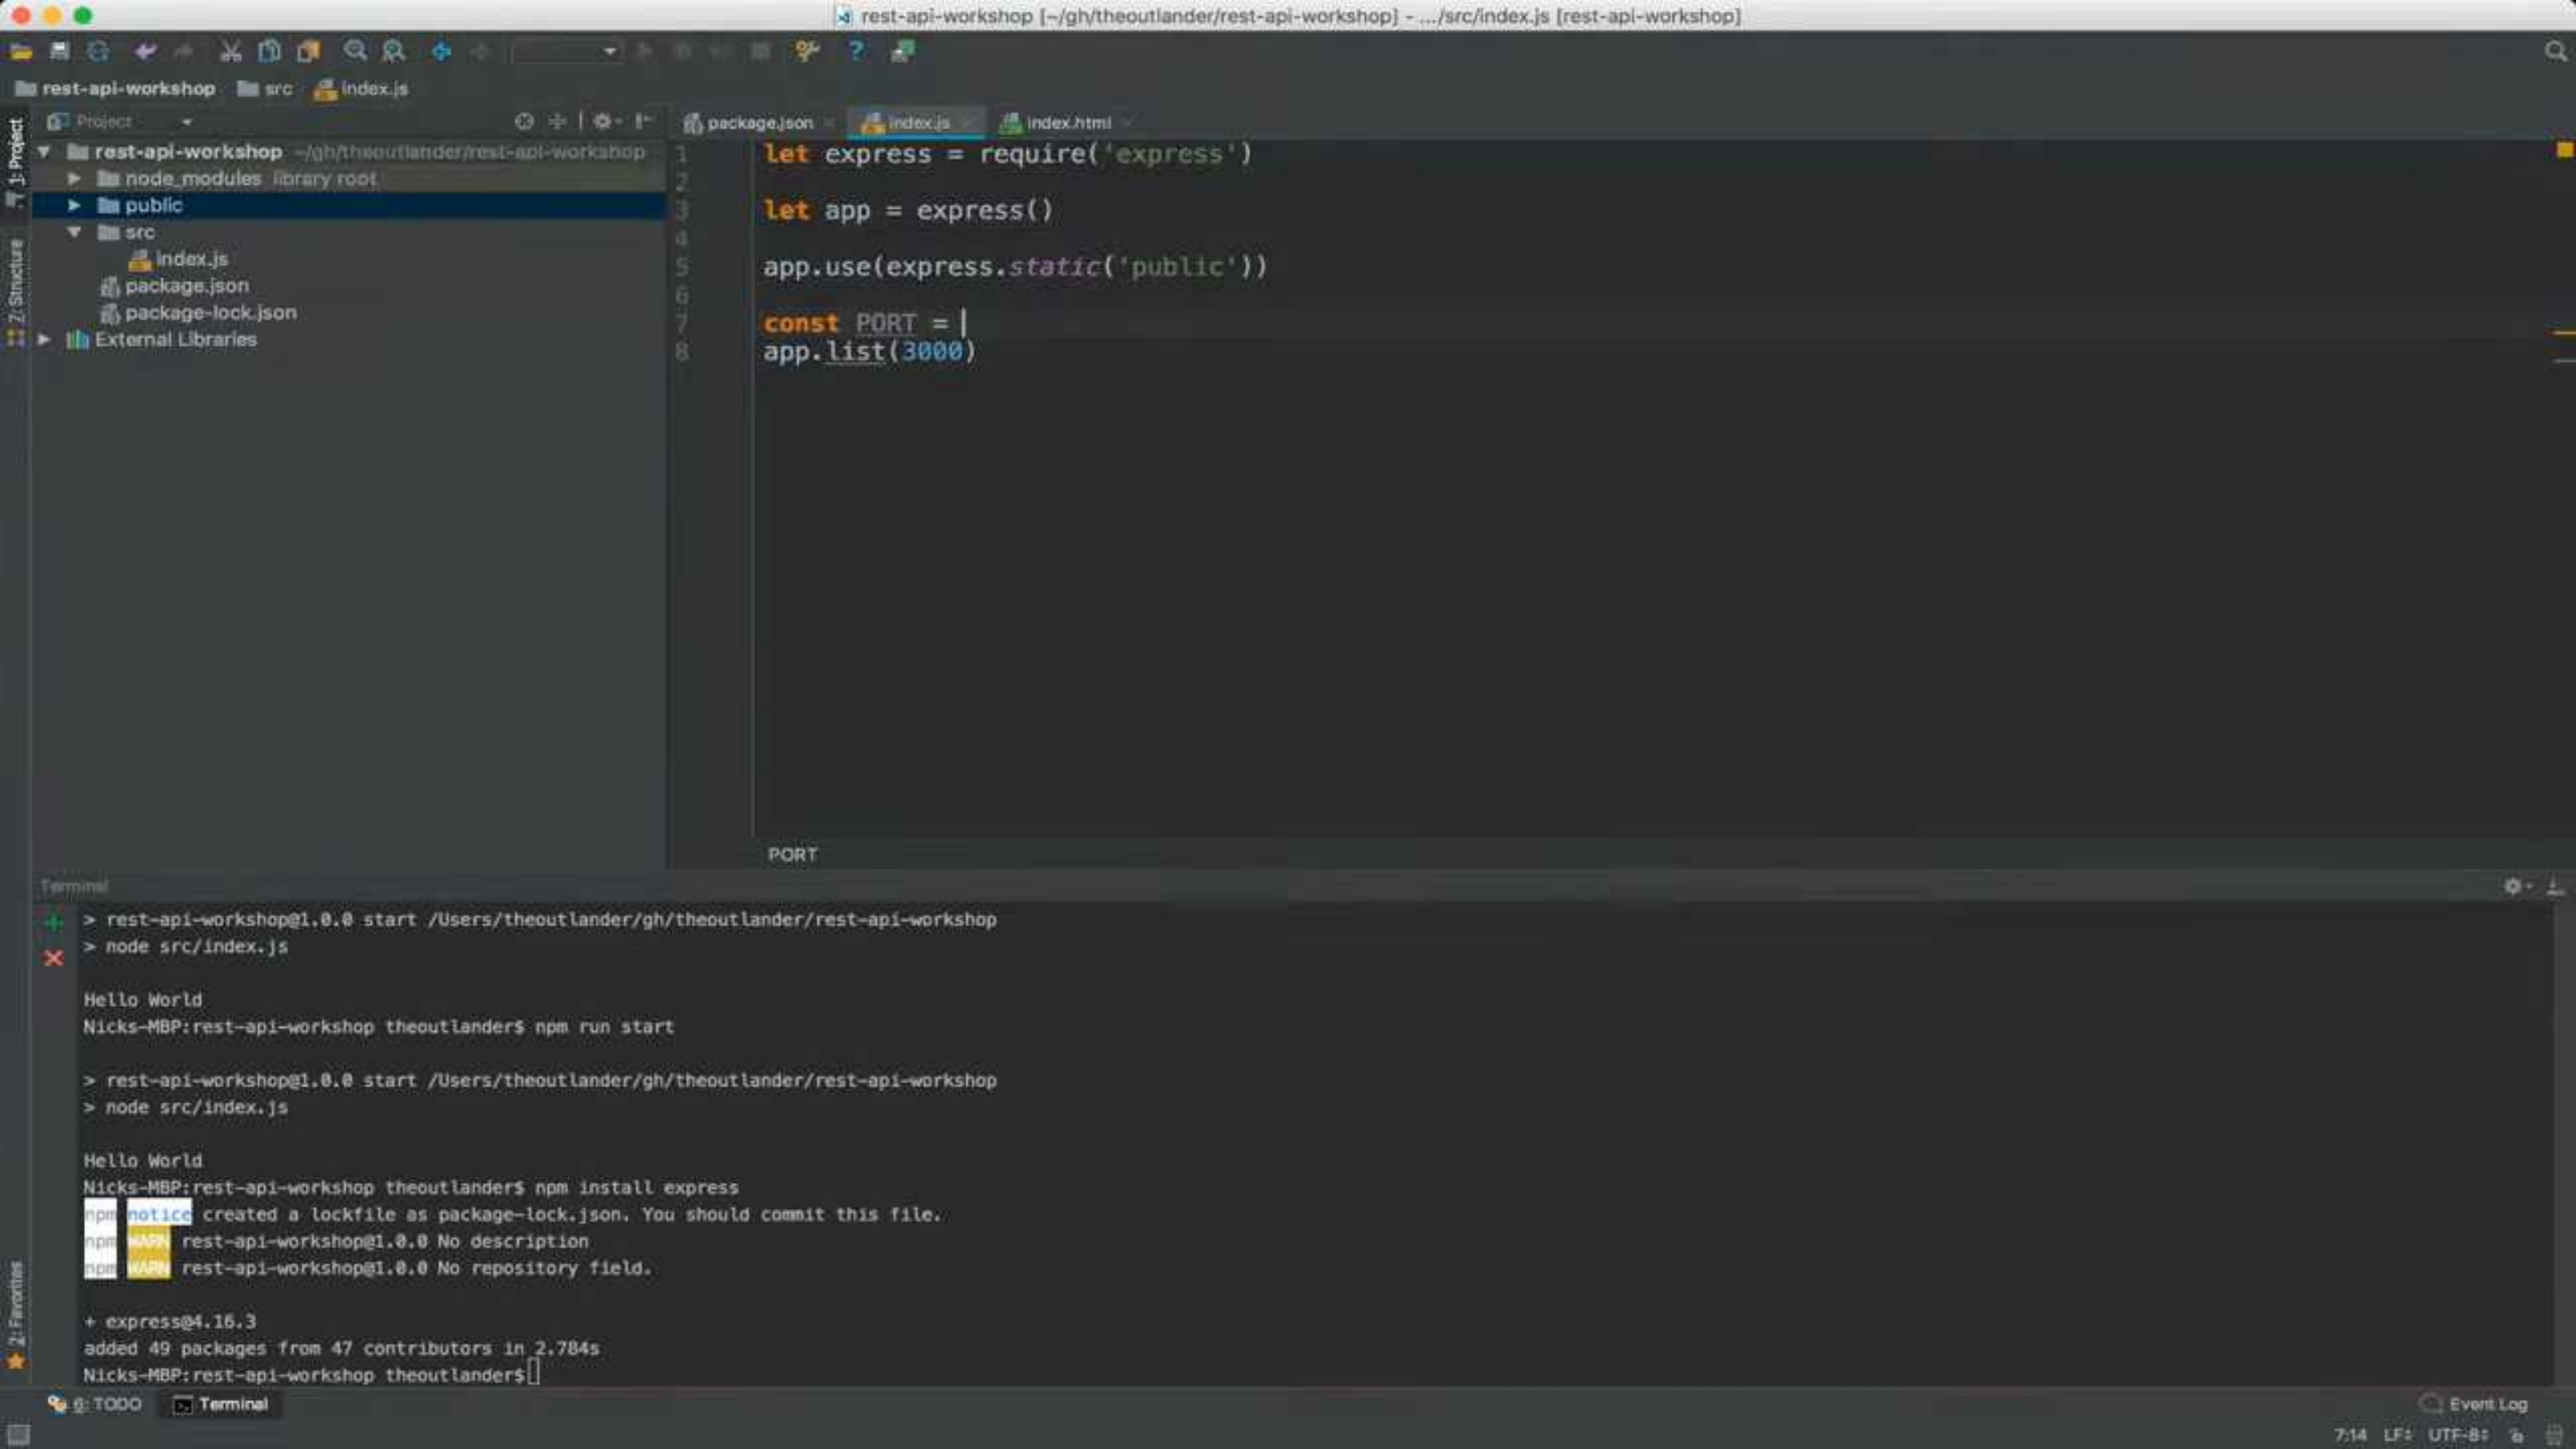 rest-api-workshop [~/gh/theoutlander/rest-api-workshop] - .../src/index.js [rest-api-workshop]
rest-api-workshop src index.js
Project
package.json index.js index.html
1: Project
rest-api-workshop ~/gh/theoutlander/rest-api-workshop
node_modules library root
public
src
index.js
package.json
package-lock.json
External Libraries
Z: Structure
1 let express = require('express')
2
3 let app = express()
4
5 app.use(express.static('public'))
6
7 const PORT =
8 app.list(3000)
PORT
Terminal
> rest-api-workshop@1.0.0 start /Users/theoutlander/gh/theoutlander/rest-api-workshop
> node src/index.js
Hello World
Nicks-MBP:rest-api-workshop theoutlander$ npm run start
> rest-api-workshop@1.0.0 start /Users/theoutlander/gh/theoutlander/rest-api-workshop
> node src/index.js
Hello World
Nicks-MBP:rest-api-workshop theoutlander$ npm install express
npm notice created a lockfile as package-lock.json. You should commit this file.
npm WARN rest-api-workshop@1.0.0 No description
npm WARN rest-api-workshop@1.0.0 No repository field.
+ express@4.16.3
added 49 packages from 47 contributors in 2.784s
Nicks-MBP:rest-api-workshop theoutlander$
2: Favorites
6: TODO Terminal
Event Log
7:14 LF UTF-8